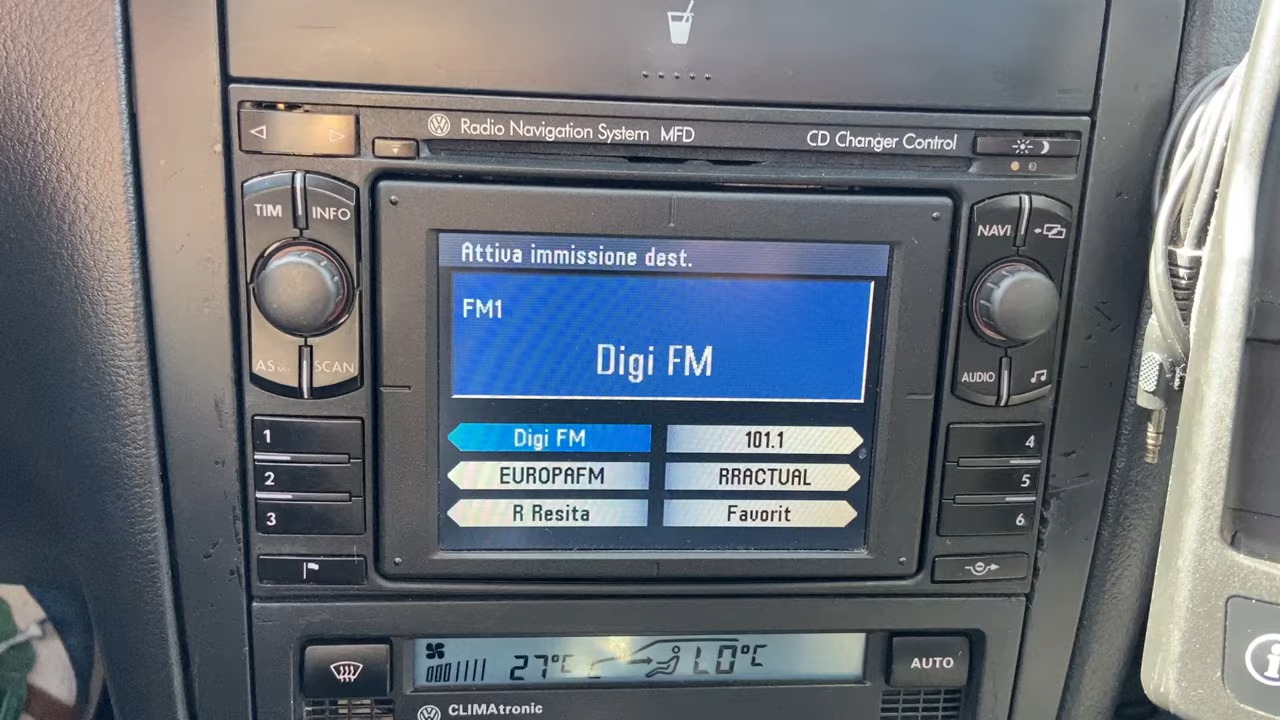 Radio Navigation System MFD
CD Changer Control
TIM INFO
NAVI
Attiva immissione dest.
FM1
Digi FM
AS SCAN
AUDIO
1
2
3
Digi FM 101.1
EUROPAFM RRACTUAL
R Resita Favorit
4
5
6
27°C LO°C
AUTO
CLIMAtronic
i